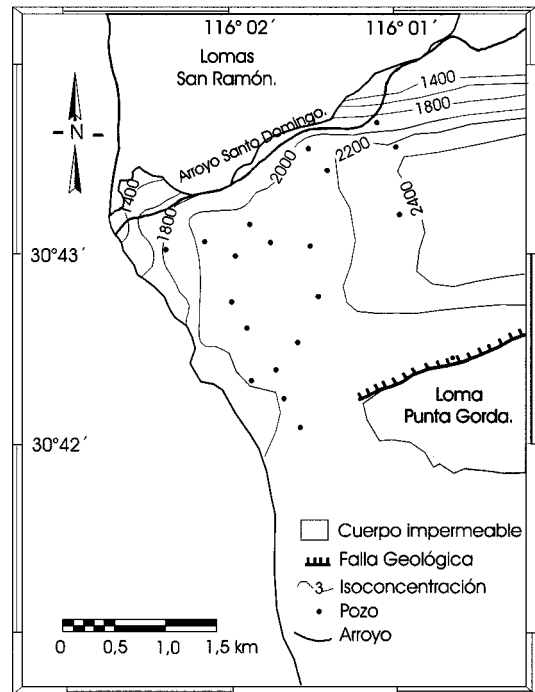 116°02´ 116°01´
Lomas
San Ramón.
1400
1800
Arroyo Santo Domingo.
2000
2200
N
1400
1800
2400
30°43´
Loma
Punta Gorda.
30°42´
Cuerpo impermeable
Falla Geológica
3 Isoconcentración
Pozo
Arroyo
0 0,5 1,0 1,5 km